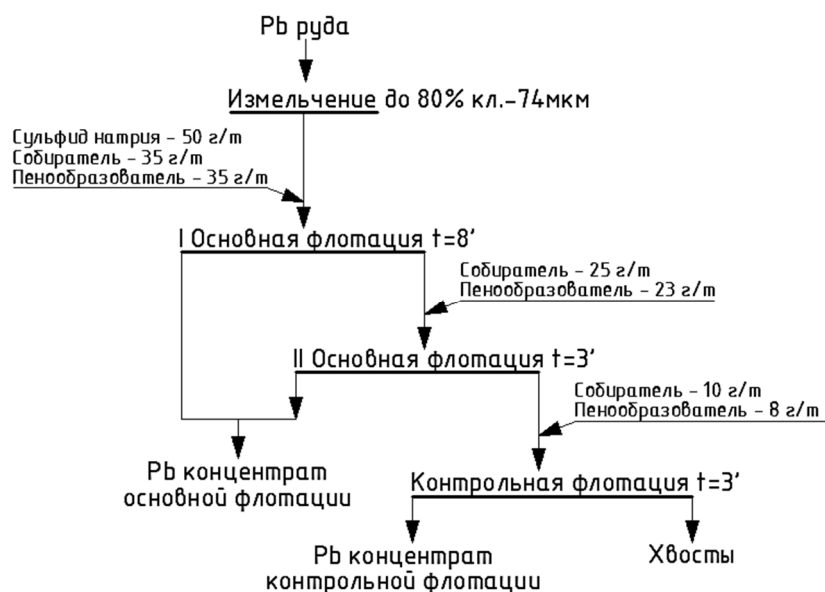 Pb руда
Измельчение до 80% кл.-74мкм
Сульфид натрия - 50 г/т
Собиратель - 35 г/т
Пенообразователь - 35 г/т
I Основная флотация t=8'
Собиратель - 25 г/т
Пенообразователь - 23 г/т
II Основная флотация t=3'
Собиратель - 10 г/т
Пенообразователь - 8 г/т
Pb концентрат
основной флотации
Контрольная флотация t=3'
Pb концентрат
контрольной флотации
Хвосты